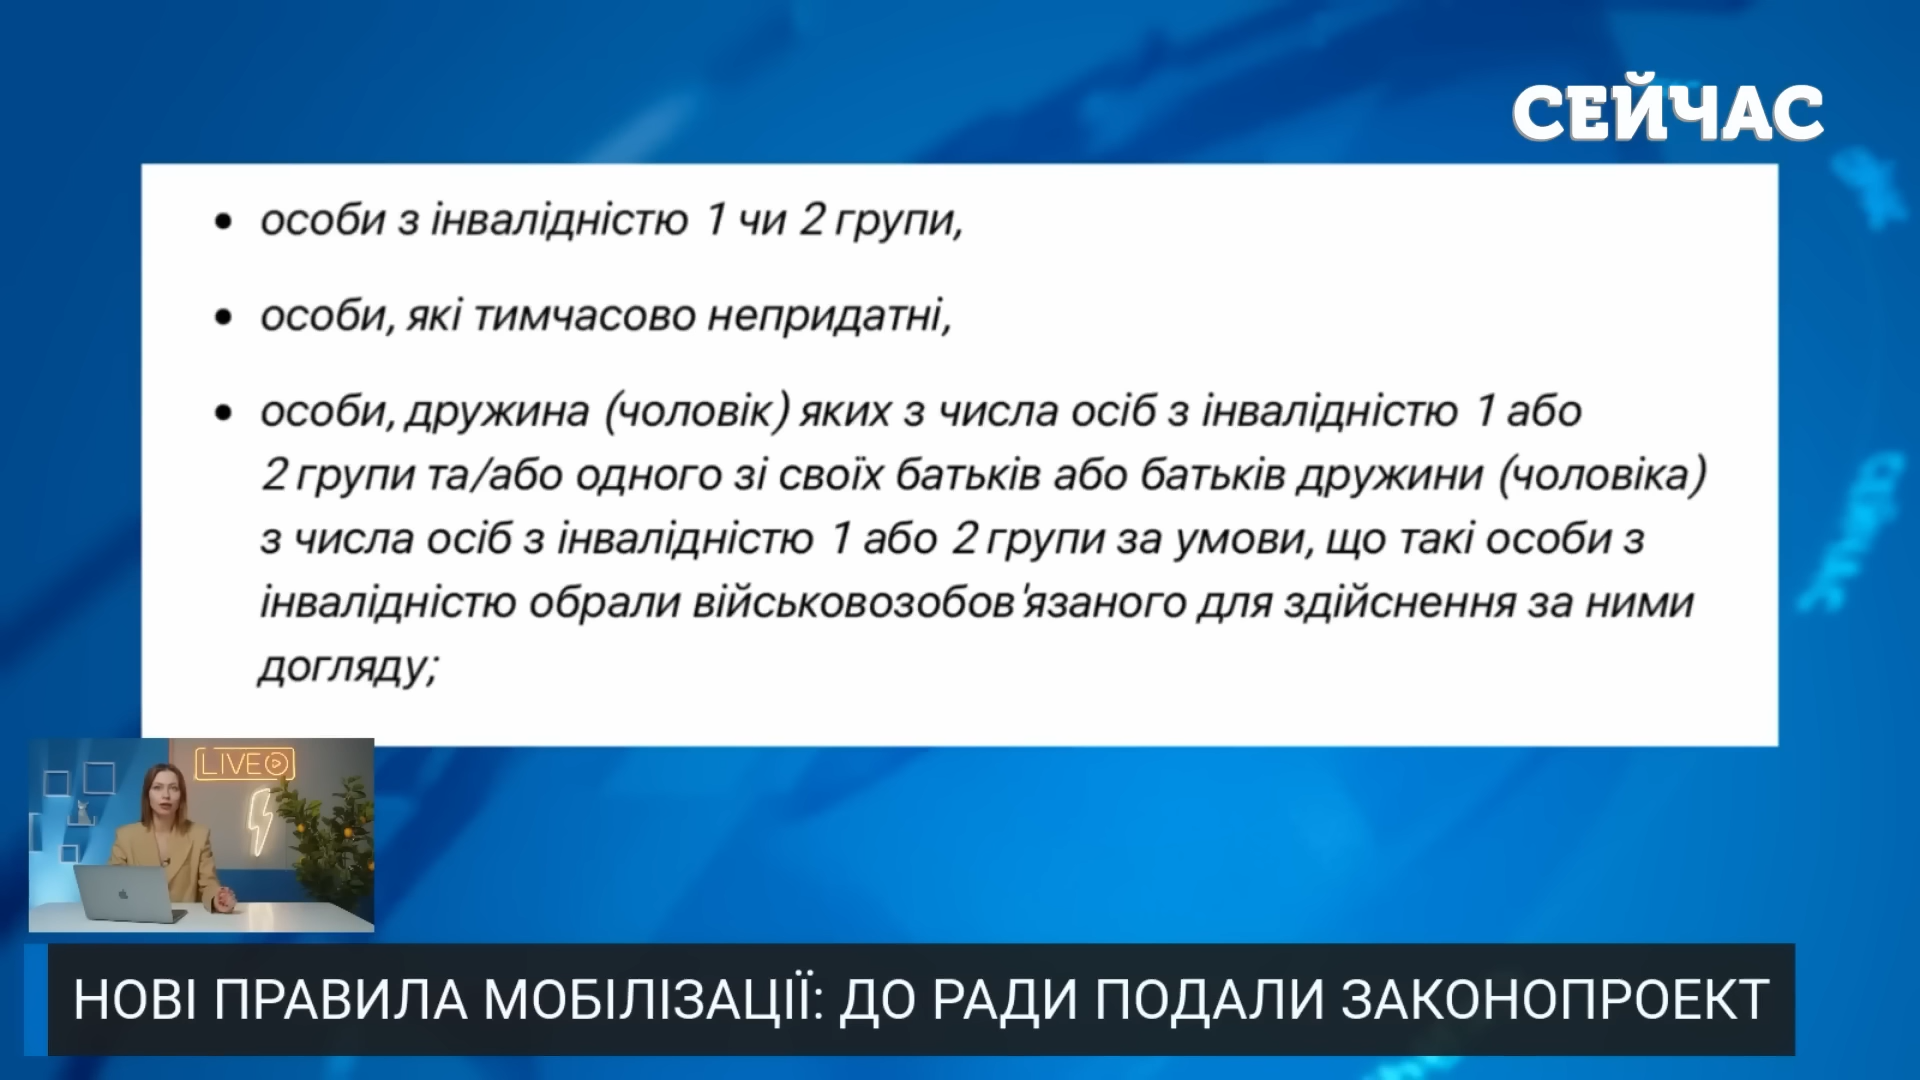 СЕЙЧАС
• особи з інвалідністю 1 чи 2 групи,
• особи, які тимчасово непридатні,
• особи, дружина (чоловік) яких з числа осіб з інвалідністю 1 або
2 групи та/або одного зі своїх батьків або батьків дружини (чоловіка)
з числа осіб з інвалідністю 1 або 2 групи за умови, що такі особи з
інвалідністю обрали військовозобов'язаного для здійснення за ними
догляду;
LIVE
НОВІ ПРАВИЛА МОБІЛІЗАЦІЇ: ДО РАДИ ПОДАЛИ ЗАКОНОПРОЕКТ